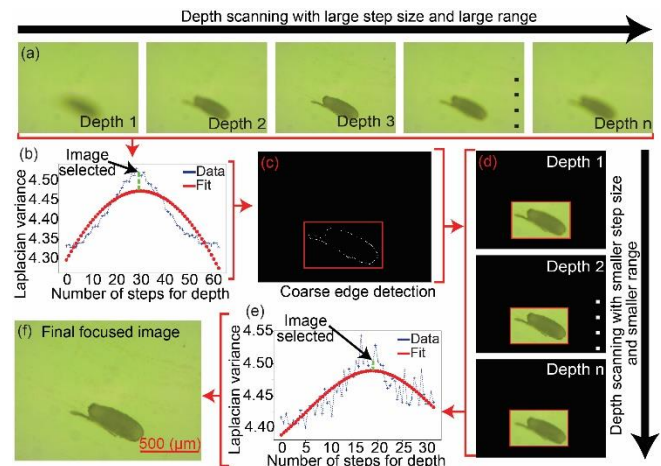 Depth scanning with large step size and large range
(a)
Depth 1
Depth 2
Depth 3
Depth n
(b)
Image
selected
Data
Fit
4.50
4.45
4.40
4.35
4.30
Laplacian variance
0 10 20 30 40 50 60
Number of steps for depth
(c)
Coarse edge detection
(d)
Depth 1
Depth 2
Depth n
Depth scanning with smaller step size
and smaller range
(e)
Image
selected
Data
Fit
4.55
4.50
4.45
4.40
Laplacian variance
0 5 10 15 20 25 30
Number of steps for depth
(f)
Final focused image
500 (µm)